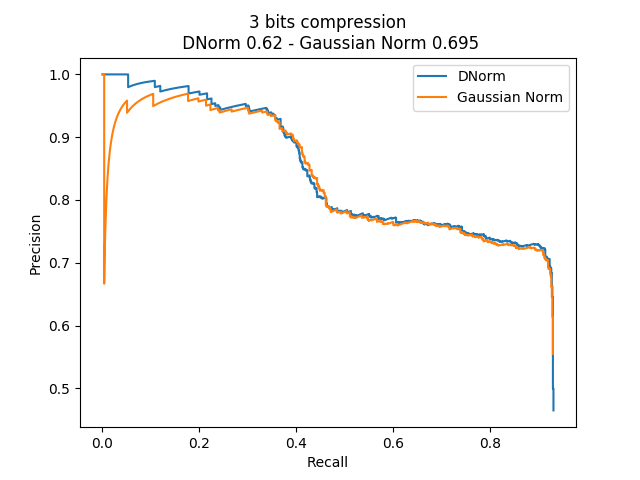 3 bits compression
DNorm 0.62 - Gaussian Norm 0.695
DNorm
Gaussian Norm
1.0
0.9
0.8
0.7
0.6
0.5
Precision
0.0 0.2 0.4 0.6 0.8
Recall